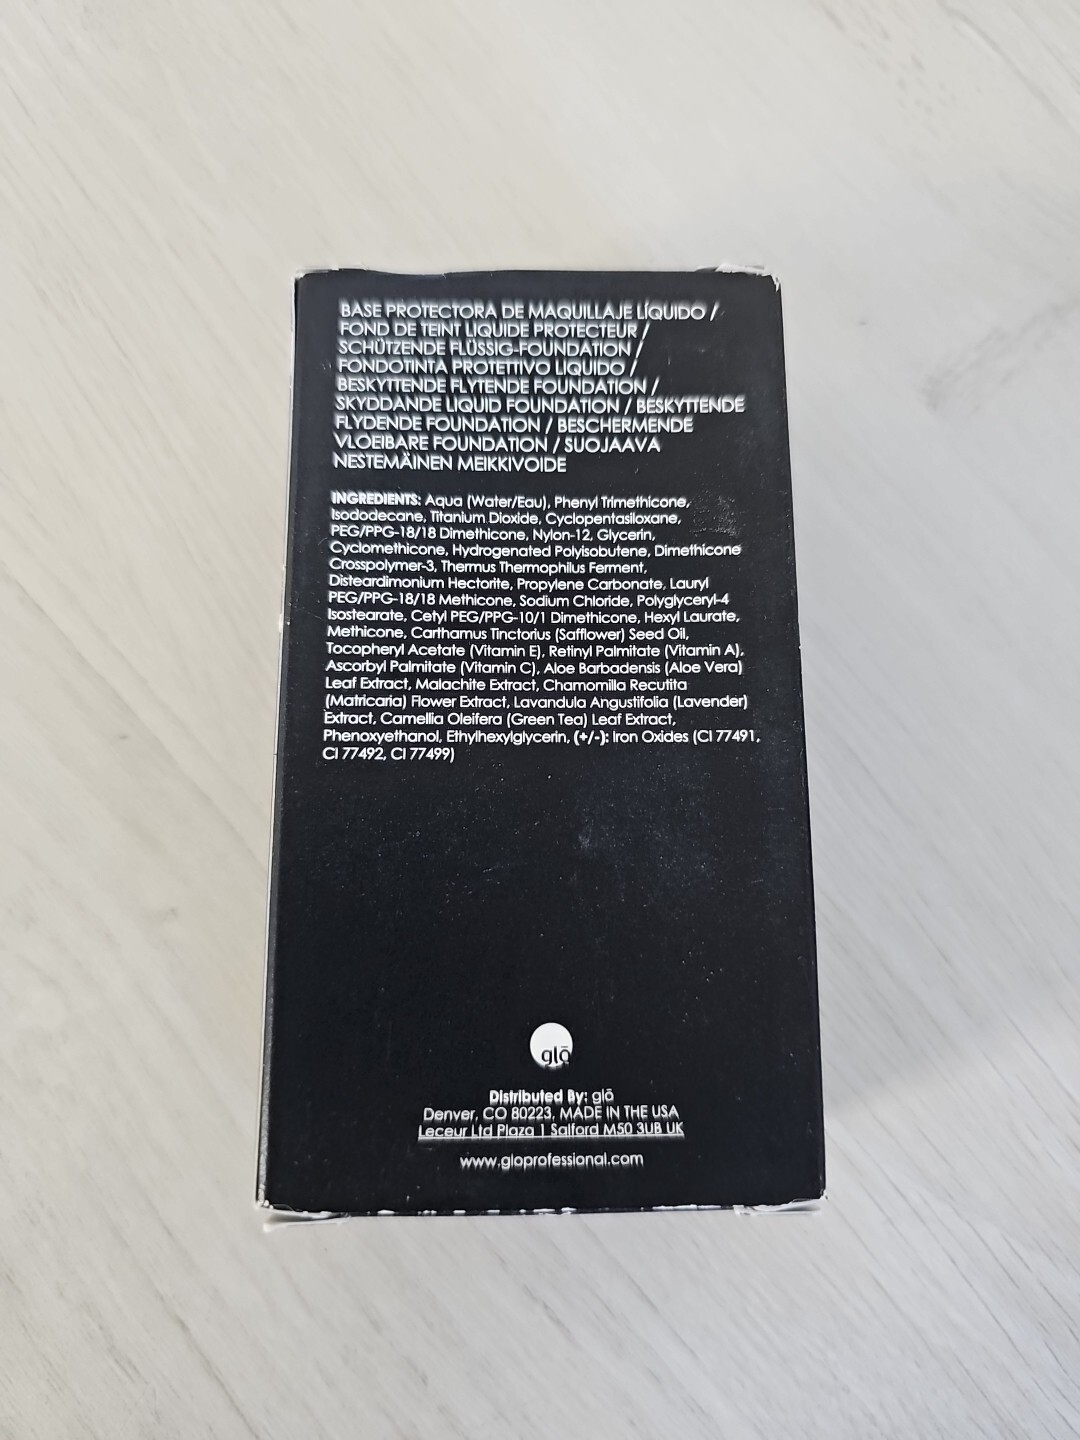 BASE PROTECTORA DE MAQUILLAJE LÍQUIDO /
FOND DE TEINT LIQUIDE PROTECTEUR /
SCHÜTZENDE FLÜSSIG-FOUNDATION /
FONDOTINTA PROTETTIVO LIQUIDO /
BESKYTTENDE FLYTENDE FOUNDATION /
SKYDDANDE LIQUID FOUNDATION / BESKYTTENDE
FLYDENDE FOUNDATION / BESCHERMENDE
VLOEIBARE FOUNDATION / SUOJAAVA
NESTEMÄINEN MEIKKIVOIDE
INGREDIENTS: Aqua (Water/Eau), Phenyl Trimethicone,
Isododecane, Titanium Dioxide, Cyclopentasiloxane,
PEG/PPG-18/18 Dimethicone, Nylon-12, Glycerin,
Cyclomethicone, Hydrogenated Polyisobutene, Dimethicone
Crosspolymer-3, Thermus Thermophilus Ferment,
Disteardimonium Hectorite, Propylene Carbonate, Lauryl
PEG/PPG-18/18 Methicone, Sodium Chloride, Polyglyceryl-4
Isostearate, Cetyl PEG/PPG-10/1 Dimethicone, Hexyl Laurate,
Methicone, Carthamus Tinctorius (Safflower) Seed Oil,
Tocopheryl Acetate (Vitamin E), Retinyl Palmitate (Vitamin A),
Ascorbyl Palmitate (Vitamin C), Aloe Barbadensis (Aloe Vera)
Leaf Extract, Malachite Extract, Chamomilla Recutita
(Matricaria) Flower Extract, Lavandula Angustifolia (Lavender)
Extract, Camellia Oleifera (Green Tea) Leaf Extract,
Phenoxyethanol, Ethylhexylglycerin, (+/-): Iron Oxides (CI 77491,
CI 77492, CI 77499)
glō
Distributed By: glō
Denver, CO 80223, MADE IN THE USA
Leceur Ltd Plaza 1 Salford M50 3UB UK
www.gloprofessional.com